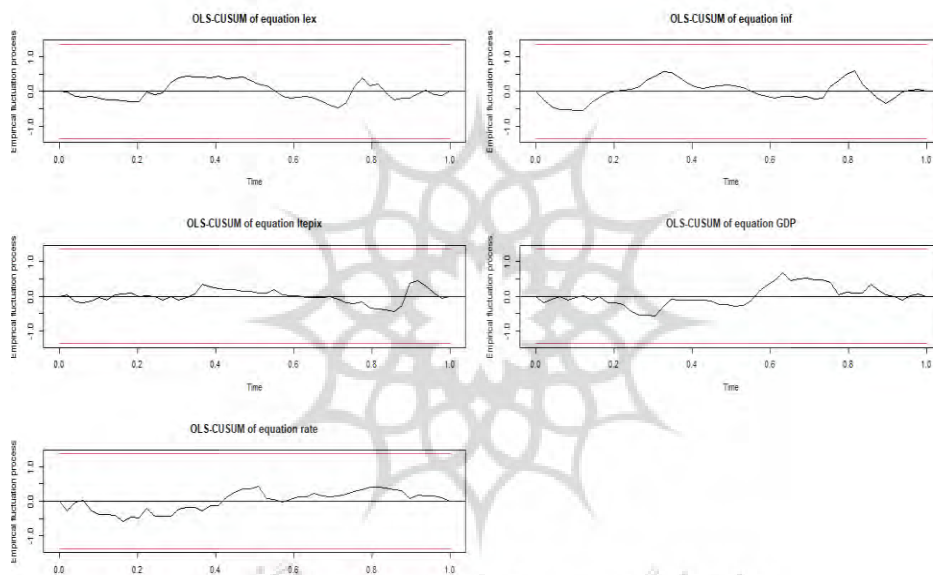 OLS-CUSUM of equation lex
OLS-CUSUM of equation inf
Empirical fluctuation process
1.0
0.0
-1.0
0.0 0.2 0.4 0.6 0.8 1.0
Time
Empirical fluctuation process
1.0
0.0
-1.0
0.0 0.2 0.4 0.6 0.8 1.0
Time
OLS-CUSUM of equation ltepix
OLS-CUSUM of equation GDP
Empirical fluctuation process
1.0
0.0
-1.0
0.0 0.2 0.4 0.6 0.8 1.0
Time
Empirical fluctuation process
1.0
0.0
-1.0
0.0 0.2 0.4 0.6 0.8 1.0
Time
OLS-CUSUM of equation rate
Empirical fluctuation process
1.0
0.0
-1.0
0.0 0.2 0.4 0.6 0.8 1.0